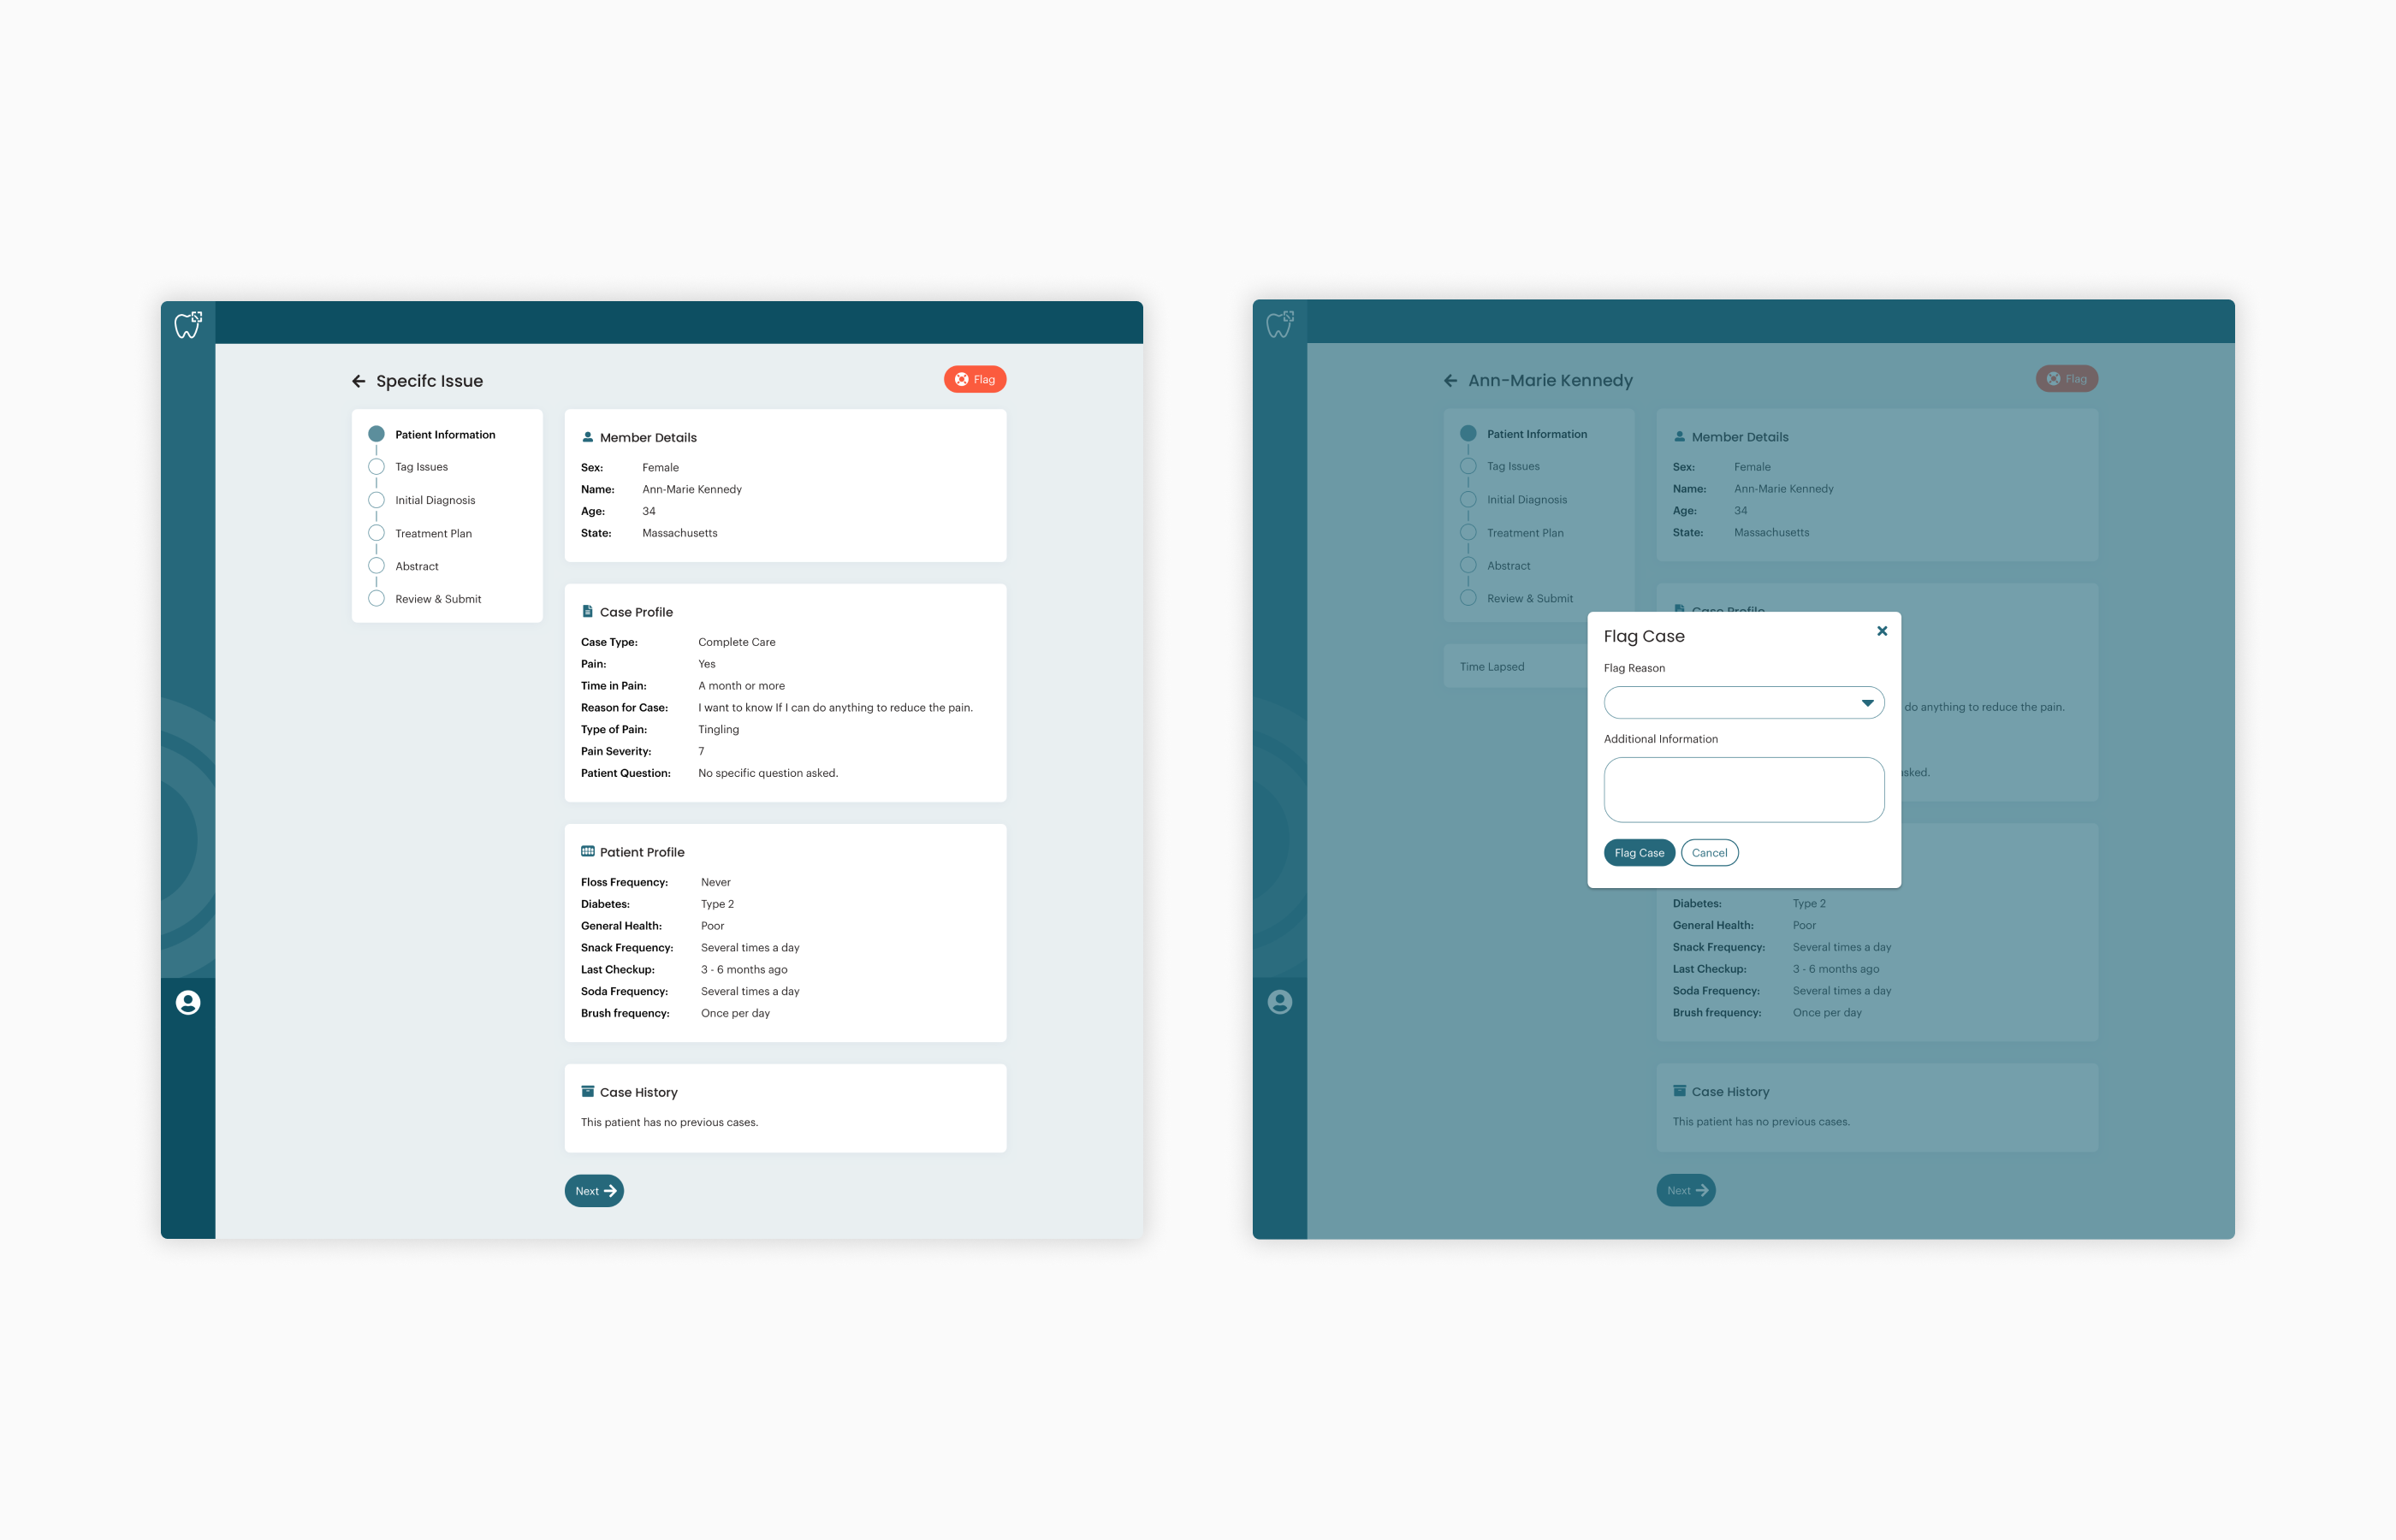 Specifc Issue
Flag
Patient Information
Tag Issues
Initial Diagnosis
Treatment Plan
Abstract
Review & Submit
Member Details
Sex: Female
Name: Ann-Marie Kennedy
Age: 34
State: Massachusetts
Case Profile
Case Type: Complete Care
Pain: Yes
Time in Pain: A month or more
Reason for Case: I want to know If I can do anything to reduce the pain.
Type of Pain: Tingling
Pain Severity: 7
Patient Question: No specific question asked.
Patient Profile
Floss Frequency: Never
Diabetes: Type 2
General Health: Poor
Snack Frequency: Several times a day
Last Checkup: 3 - 6 months ago
Soda Frequency: Several times a day
Brush frequency: Once per day
Case History
This patient has no previous cases.
Next
Ann-Marie Kennedy
Flag
Patient Information
Tag Issues
Initial Diagnosis
Treatment Plan
Abstract
Review & Submit
Time Lapsed
Member Details
Sex: Female
Name: Ann-Marie Kennedy
Age: 34
State: Massachusetts
Case Profile
do anything to reduce the pain.
asked.
Flag Case
Flag Reason
Additional Information
Flag Case
Cancel
Diabetes: Type 2
General Health: Poor
Snack Frequency: Several times a day
Last Checkup: 3 - 6 months ago
Soda Frequency: Several times a day
Brush frequency: Once per day
Case History
This patient has no previous cases.
Next